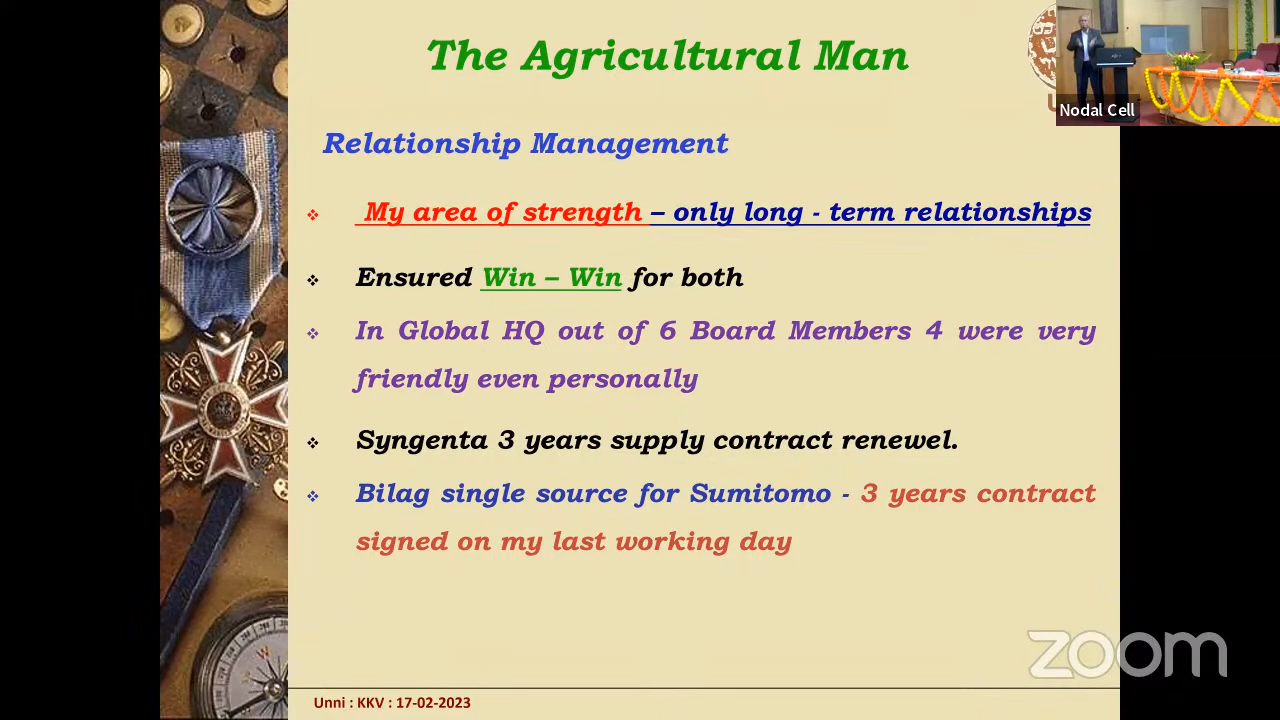 The Agricultural Man
Nodal Cell
Relationship Management
My area of strength – only long - term relationships
Ensured Win – Win for both
In Global HQ out of 6 Board Members 4 were very
friendly even personally
Syngenta 3 years supply contract renewel.
Bilag single source for Sumitomo - 3 years contract
signed on my last working day
zoom
Unni : KKV : 17-02-2023